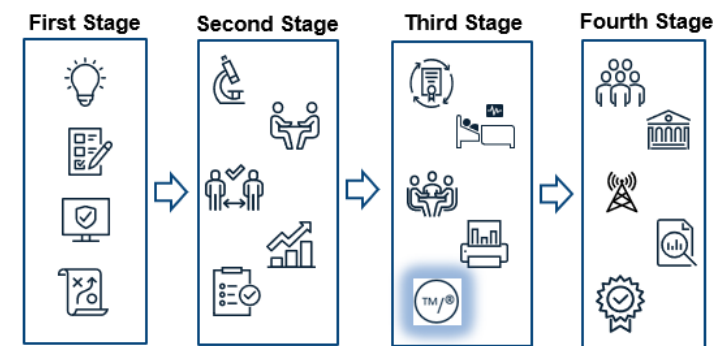 First Stage
Second Stage
Third Stage
Fourth Stage
TM/®